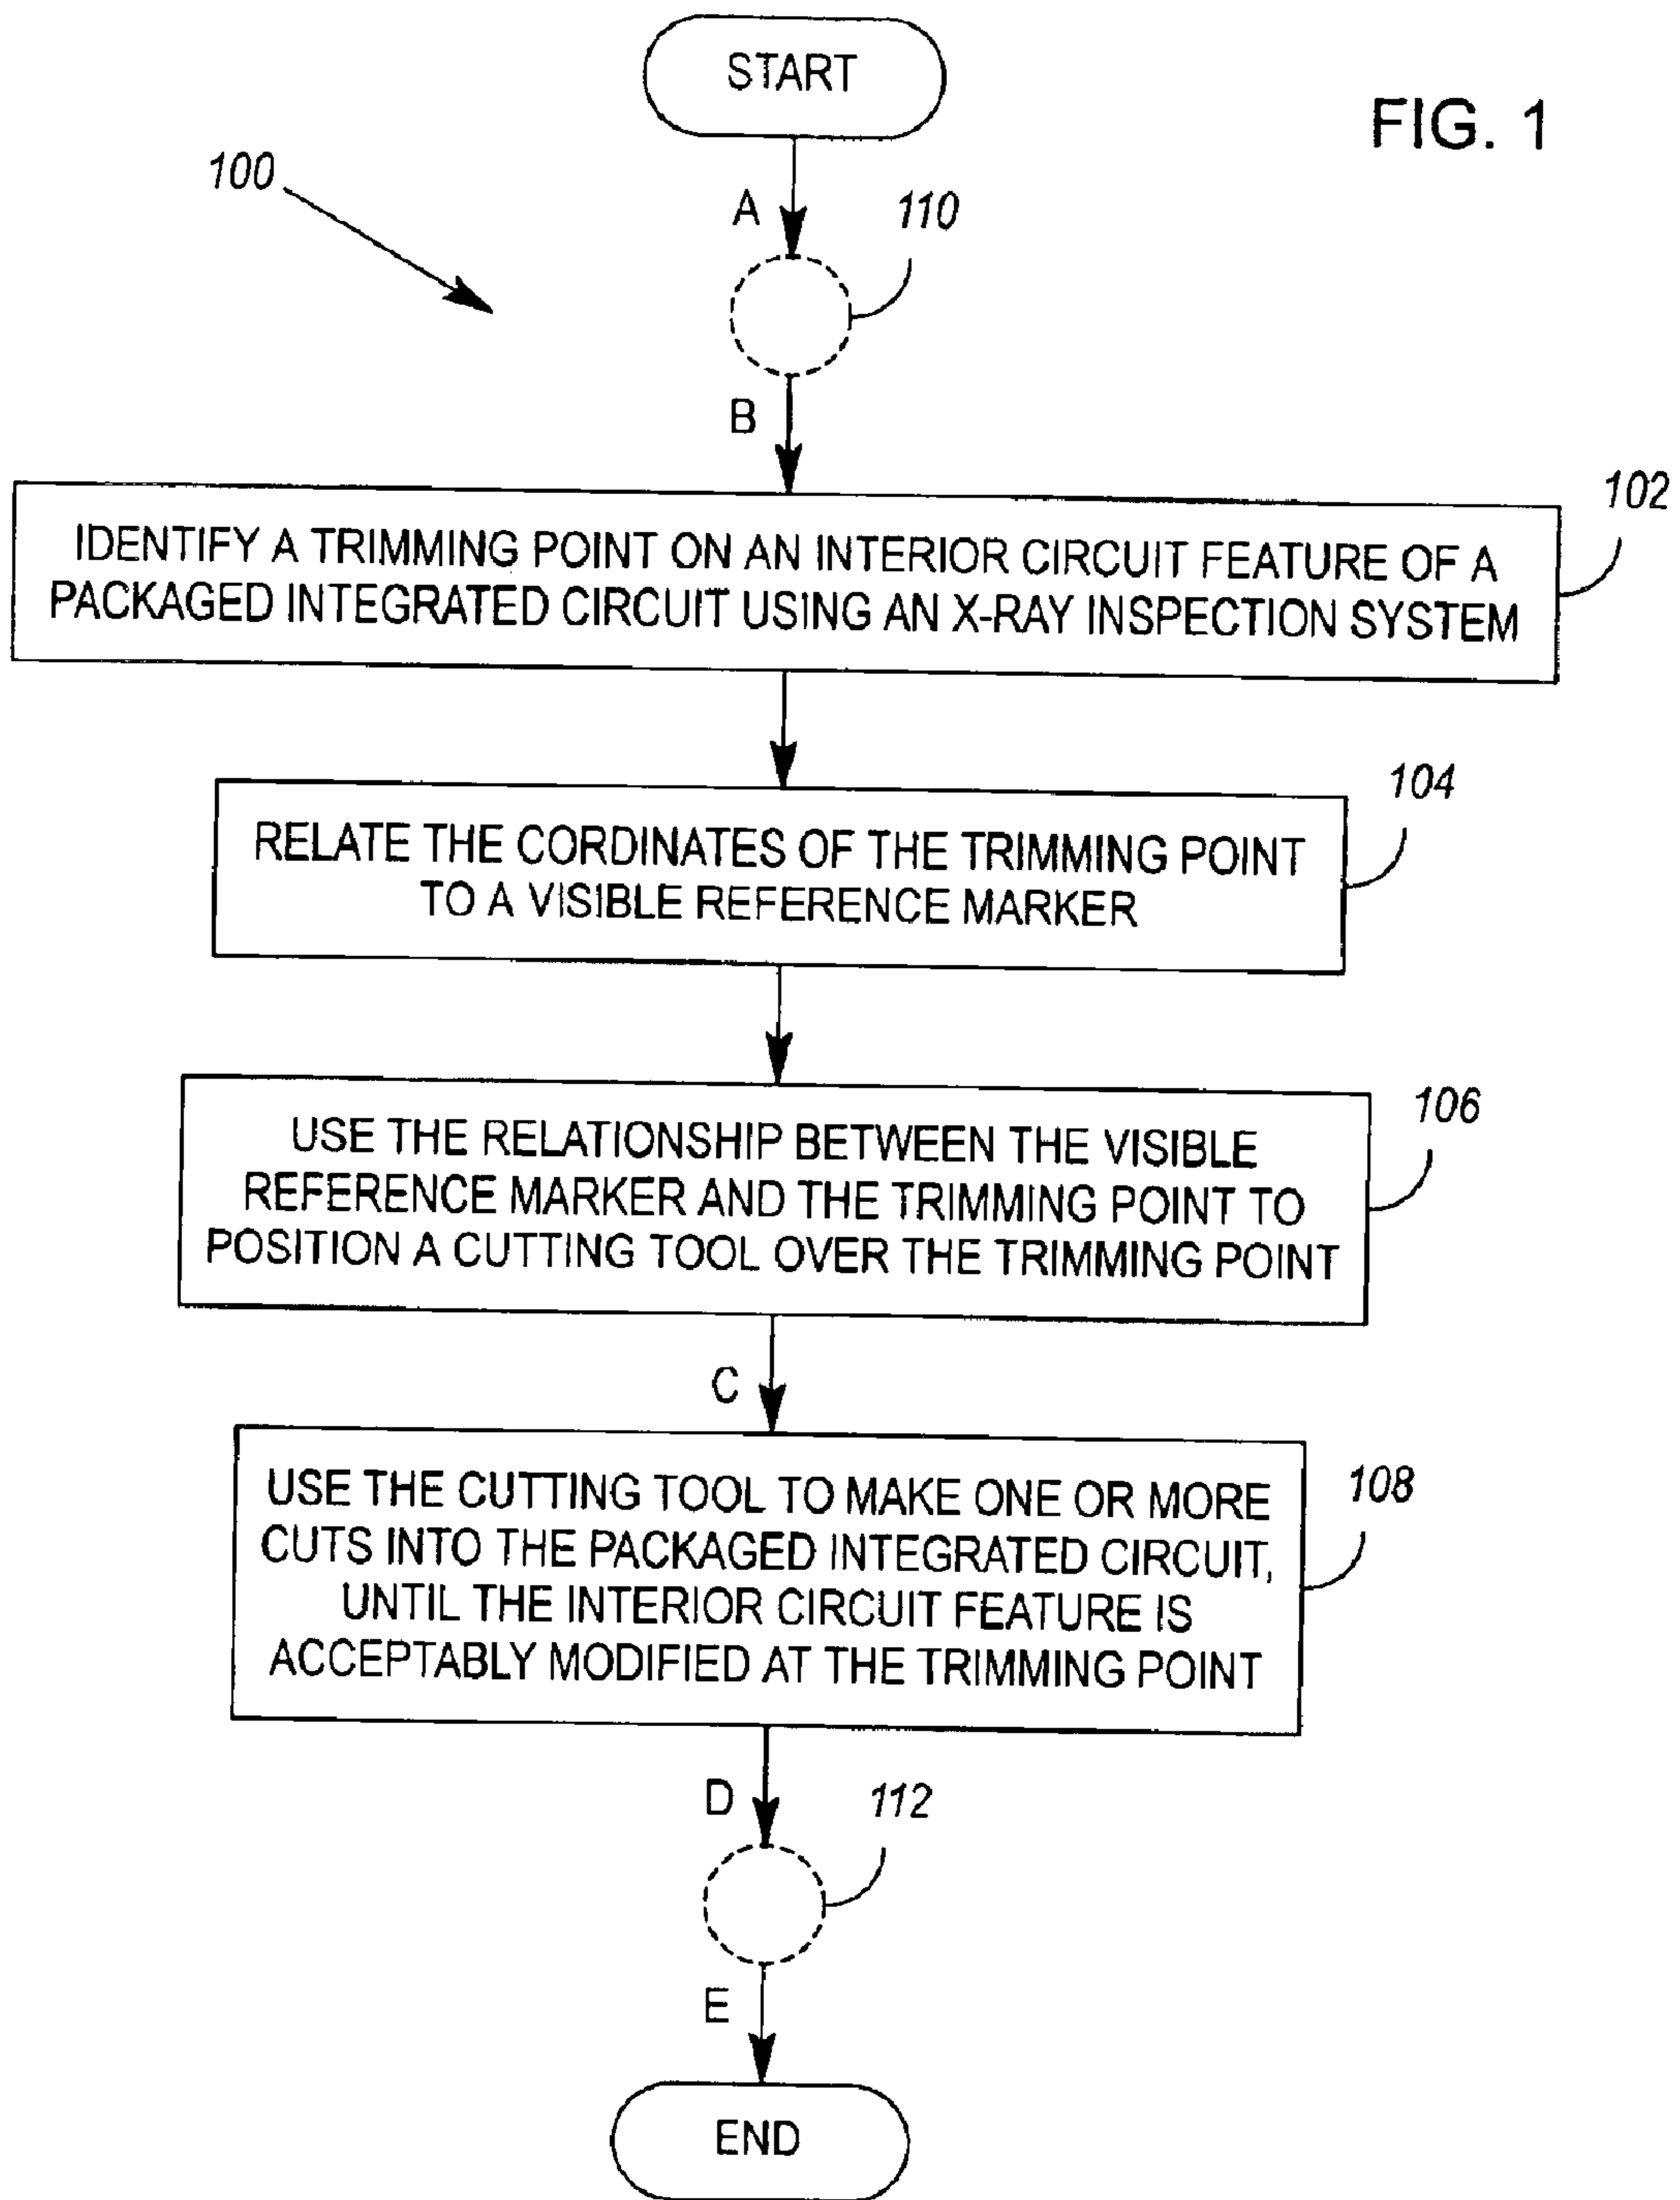 START
FIG. 1
100
A
110
B
102
IDENTIFY A TRIMMING POINT ON AN INTERIOR CIRCUIT FEATURE OF A
PACKAGED INTEGRATED CIRCUIT USING AN X-RAY INSPECTION SYSTEM
104
RELATE THE CORDINATES OF THE TRIMMING POINT
TO A VISIBLE REFERENCE MARKER
106
USE THE RELATIONSHIP BETWEEN THE VISIBLE
REFERENCE MARKER AND THE TRIMMING POINT TO
POSITION A CUTTING TOOL OVER THE TRIMMING POINT
C
108
USE THE CUTTING TOOL TO MAKE ONE OR MORE
CUTS INTO THE PACKAGED INTEGRATED CIRCUIT,
UNTIL THE INTERIOR CIRCUIT FEATURE IS
ACCEPTABLY MODIFIED AT THE TRIMMING POINT
D
112
E
END